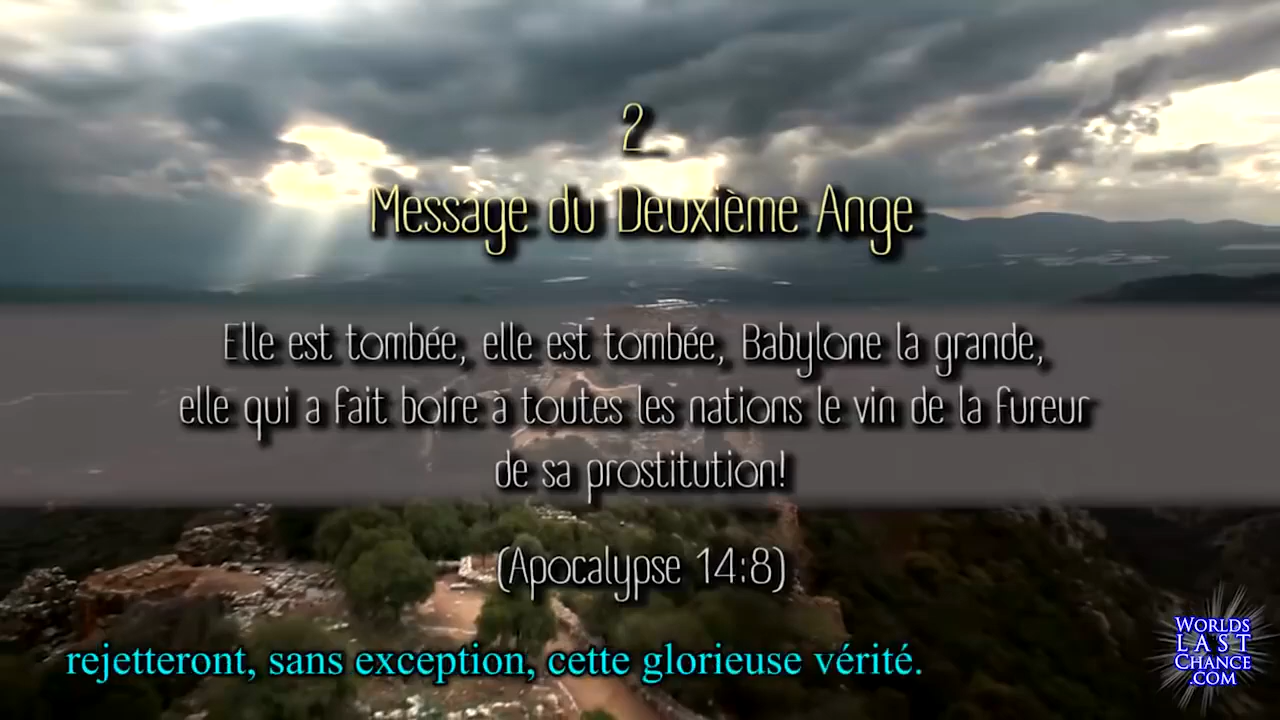 2
Message du Deuxième Ange
Elle est tombée, elle est tombée, Babylone la grande,
elle qui a fait boire à toutes les nations le vin de la fureur
de sa prostitution!
(Apocalypse 14:8)
rejetteront, sans exception, cette glorieuse vérité.
WORLDS
LAST
CHANCE
.COM